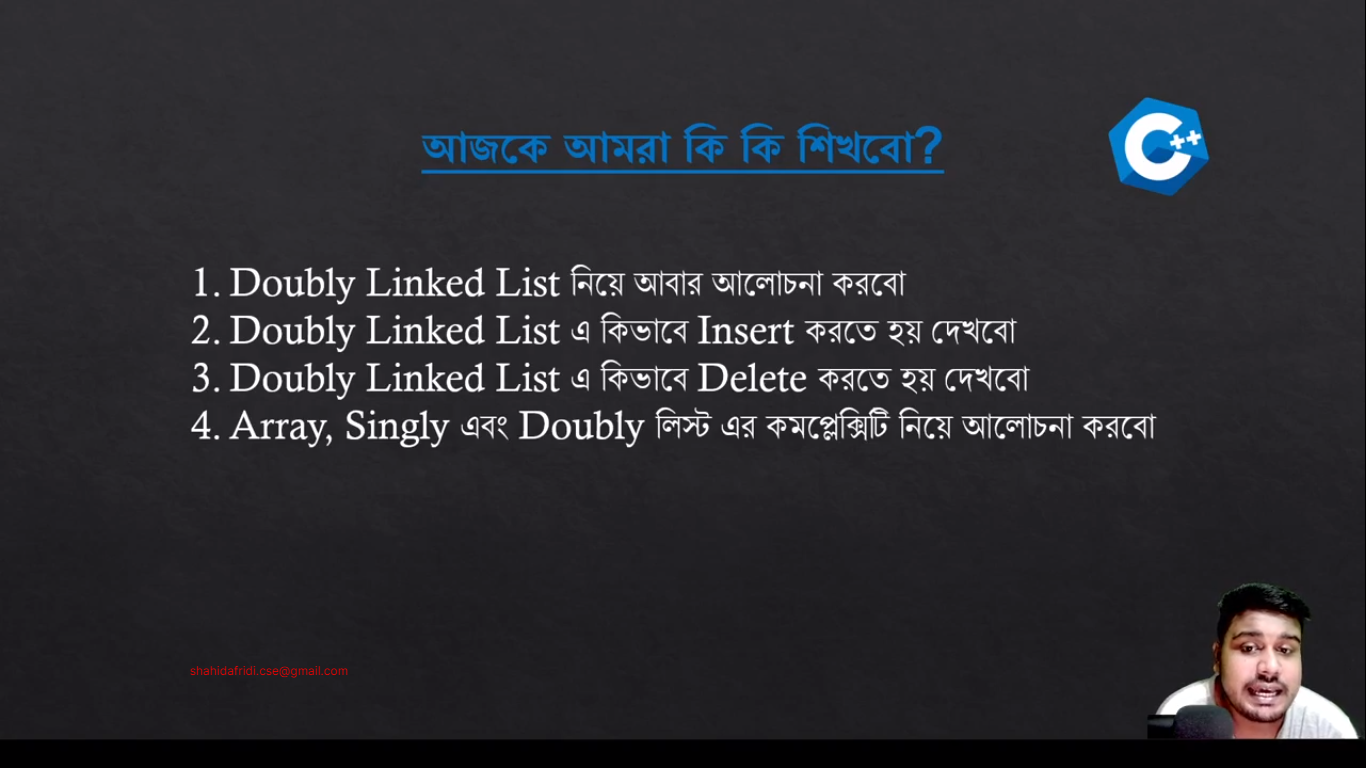 আজকে আমরা কি কি শিখবো?
C++
1. Doubly Linked List নিয়ে আবার আলোচনা করবো
2. Doubly Linked List এ কিভাবে Insert করতে হয় দেখবো
3. Doubly Linked List এ কিভাবে Delete করতে হয় দেখবো
4. Array, Singly এবং Doubly লিস্ট এর কমপ্লেক্সিটি নিয়ে আলোচনা করবো
shahidafridi.cse@gmail.com